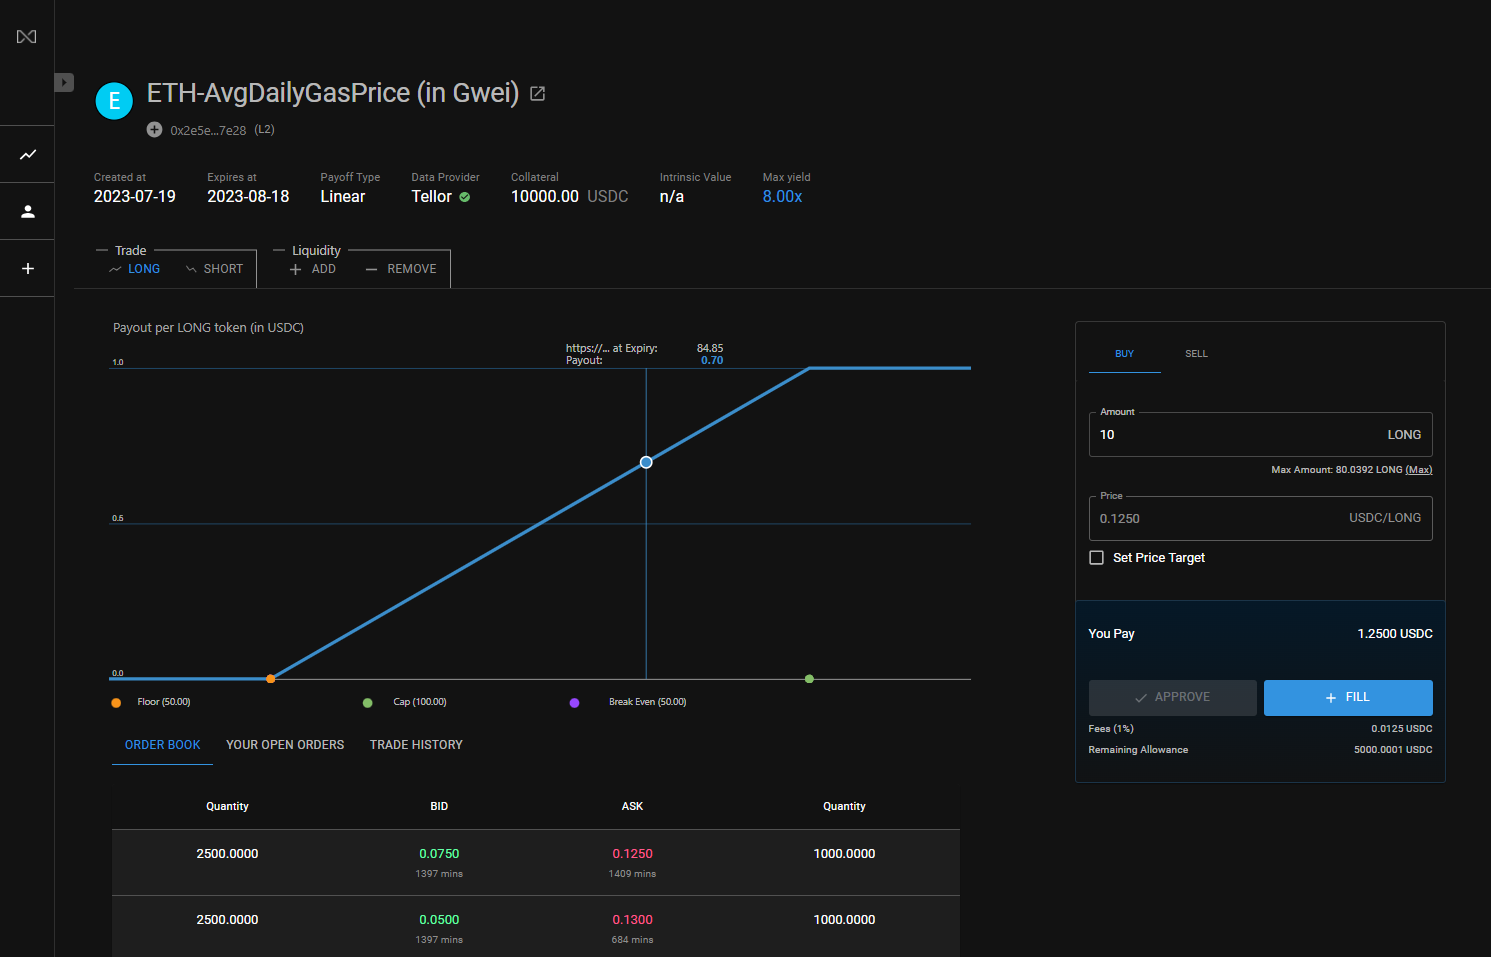 E
ETH-AvgDailyGasPrice (in Gwei)
0x2e5e...7e28 (L2)
Created at Expires at Payoff Type Data Provider Collateral Intrinsic Value Max yield
2023-07-19 2023-08-18 Linear Tellor 10000.00 USDC n/a 8.00x
Trade Liquidity
LONG SHORT ADD REMOVE
Payout per LONG token (in USDC)
https://... at Expiry: 84.85
Payout: 0.70
1.0
0.5
0.0
Floor (50.00) Cap (100.00) Break Even (50.00)
BUY SELL
Amount
10 LONG
Max Amount: 80.0392 LONG (Max)
Price
0.1250 USDC/LONG
Set Price Target
You Pay 1.2500 USDC
APPROVE FILL
Fees (1%) 0.0125 USDC
Remaining Allowance 5000.0001 USDC
ORDER BOOK YOUR OPEN ORDERS TRADE HISTORY
Quantity BID ASK Quantity
2500.0000 0.0750 0.1250 1000.0000
1397 mins 1409 mins
2500.0000 0.0500 0.1300 1000.0000
1397 mins 684 mins